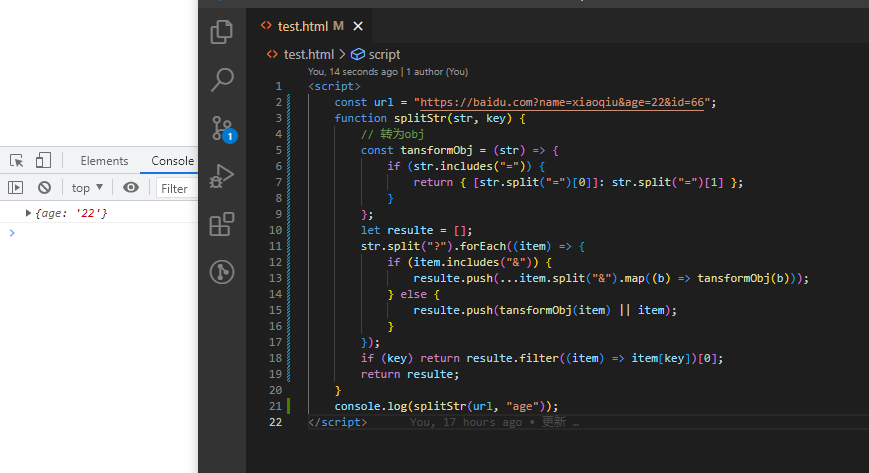 test.html M
test.html > script
You, 14 seconds ago | 1 author (You)
1 <script>
2 const url = "https://baidu.com?name=xiaoqiu&age=22&id=66";
3 function splitStr(str, key) {
4 // 转为obj
5 const tansformObj = (str) => {
6 if (str.includes("=")) {
7 return { [str.split("=")[0]]: str.split("=")[1] };
8 }
9 };
10 let resulte = [];
11 str.split("?").forEach((item) => {
12 if (item.includes("&")) {
13 resulte.push(...item.split("&").map((b) => tansformObj(b)));
14 } else {
15 resulte.push(tansformObj(item) || item);
16 }
17 });
18 if (key) return resulte.filter((item) => item[key])[0];
19 return resulte;
20 }
21 console.log(splitStr(url, "age"));
22 </script> You, 17 hours ago • 更新 …
1
Elements Console
top Filter
{age: '22'}